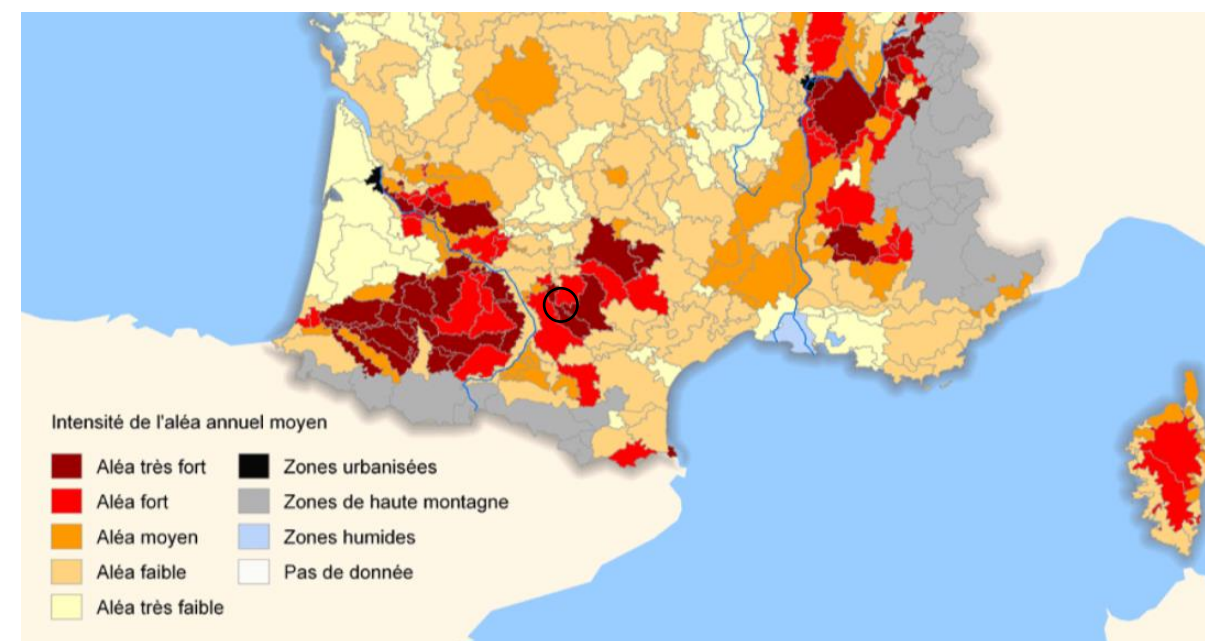 Intensité de l'aléa annuel moyen
Aléa très fort
Zones urbanisées
Aléa fort
Zones de haute montagne
Aléa moyen
Zones humides
Aléa faible
Pas de donnée
Aléa très faible